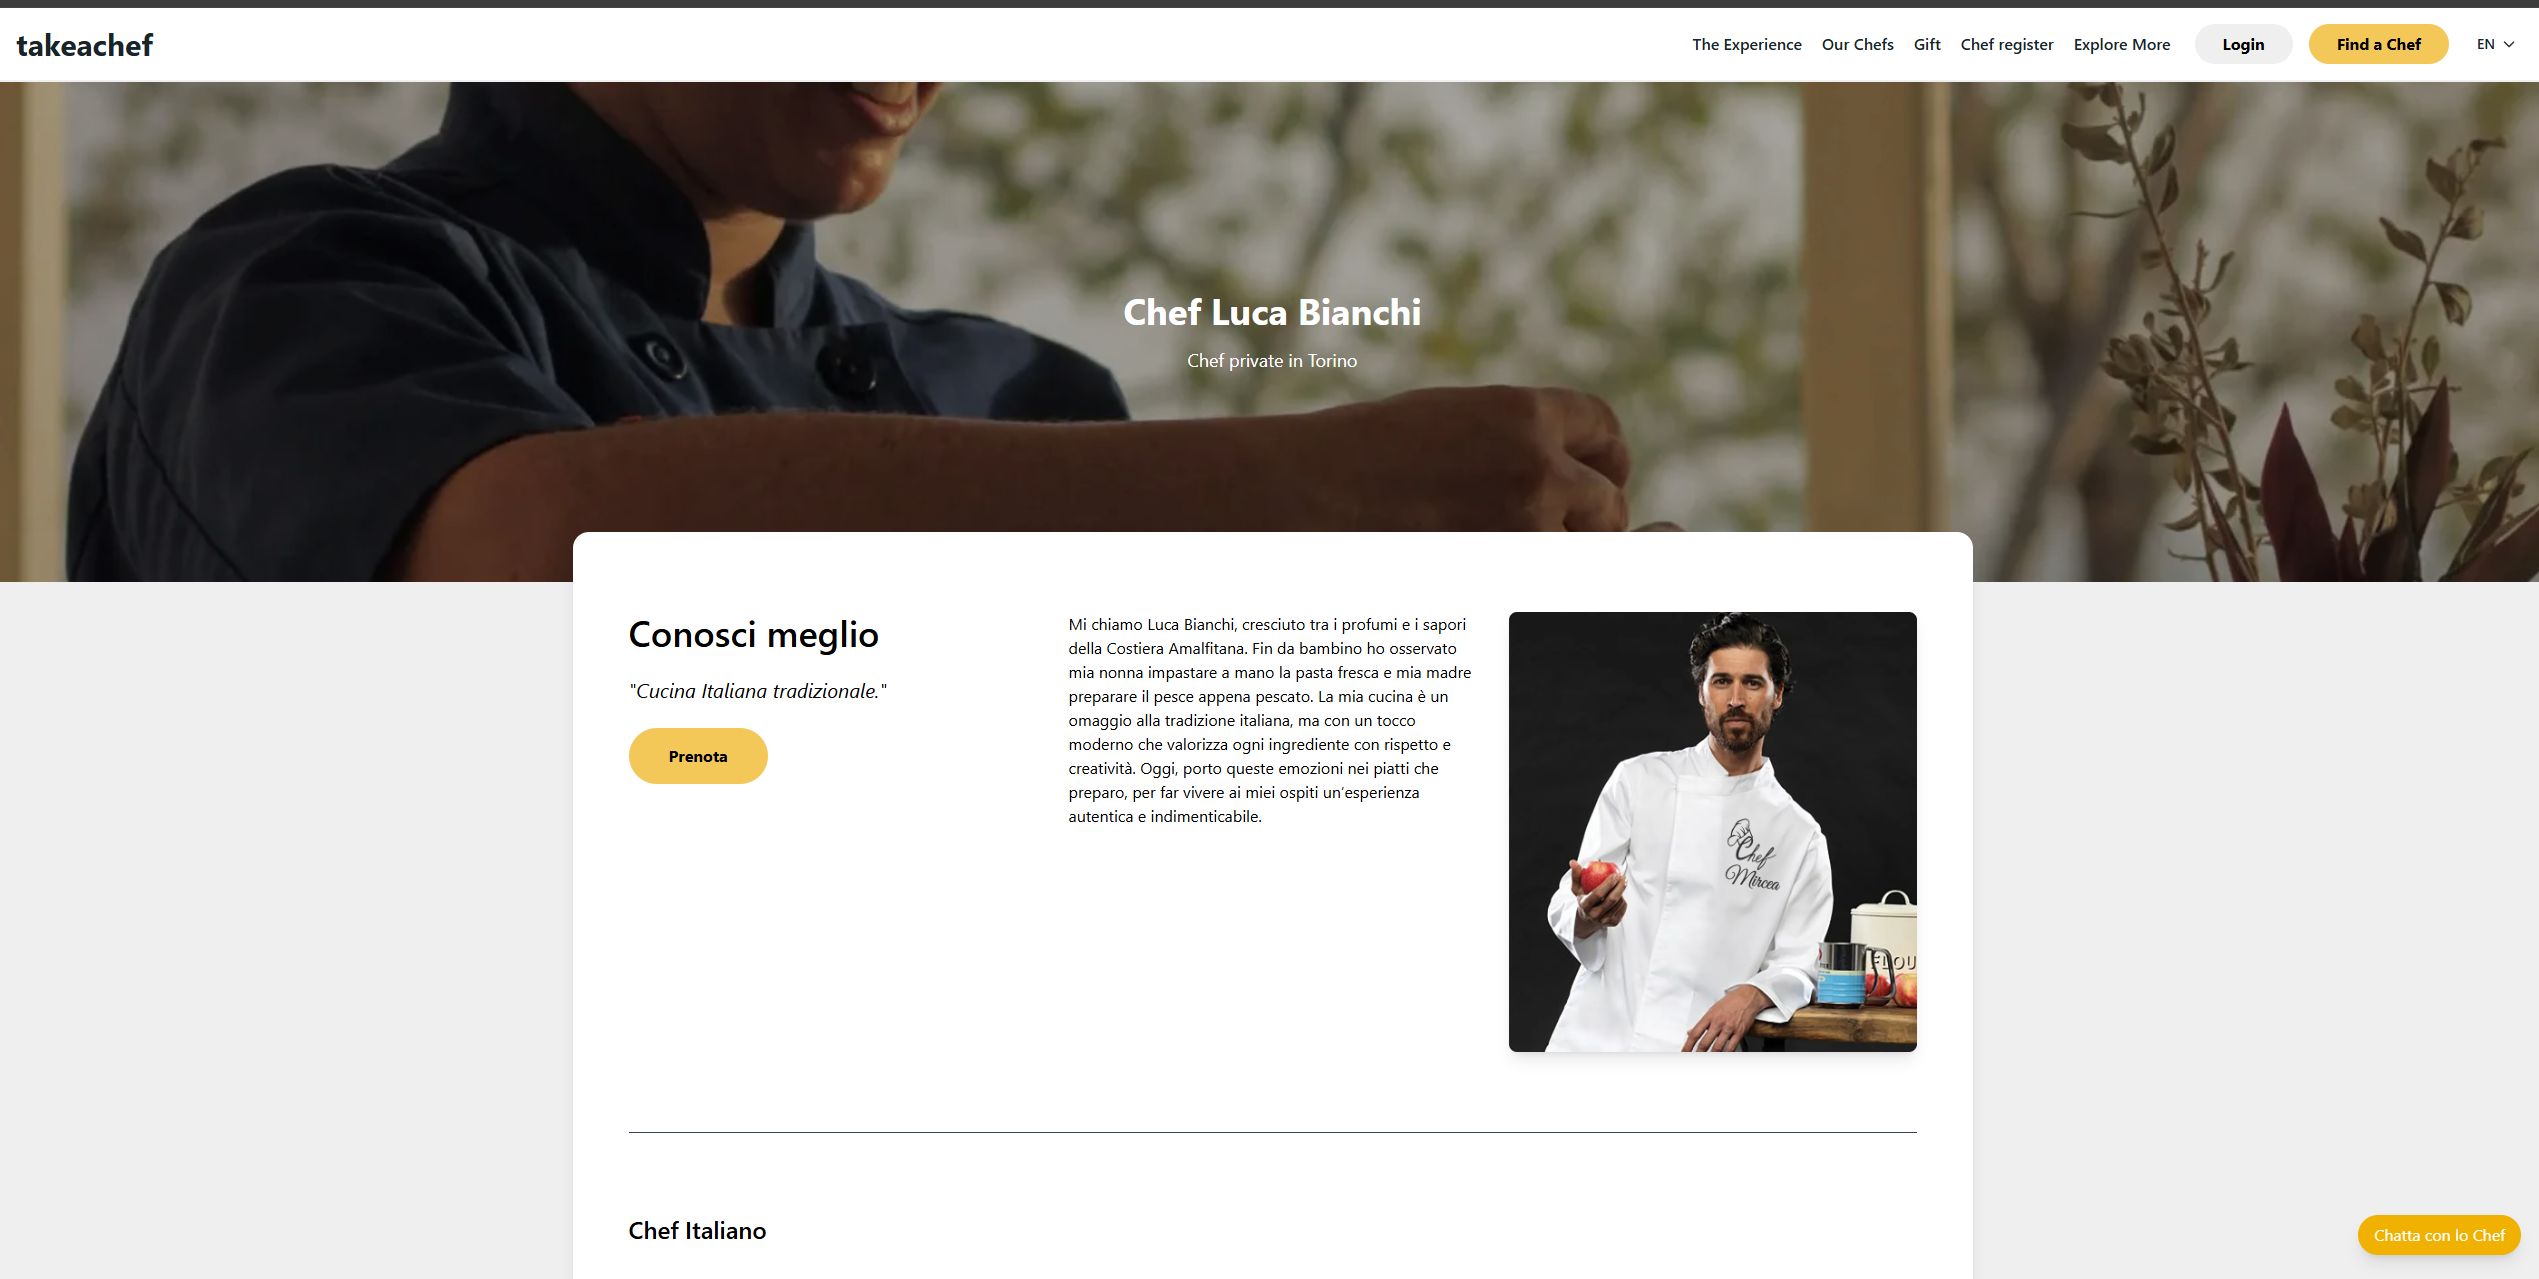 takeachef
The Experience
Our Chefs
Gift
Chef register
Explore More
Login
Find a Chef
EN
Chef Luca Bianchi
Chef private in Torino
Conosci meglio
"Cucina Italiana tradizionale."
Prenota
Mi chiamo Luca Bianchi, cresciuto tra i profumi e i sapori
della Costiera Amalfitana. Fin da bambino ho osservato
mia nonna impastare a mano la pasta fresca e mia madre
preparare il pesce appena pescato. La mia cucina è un
omaggio alla tradizione italiana, ma con un tocco
moderno che valorizza ogni ingrediente con rispetto e
creatività. Oggi, porto queste emozioni nei piatti che
preparo, per far vivere ai miei ospiti un'esperienza
autentica e indimenticabile.
Chef
Mircea
FLOU
Chef Italiano
Chatta con lo Chef